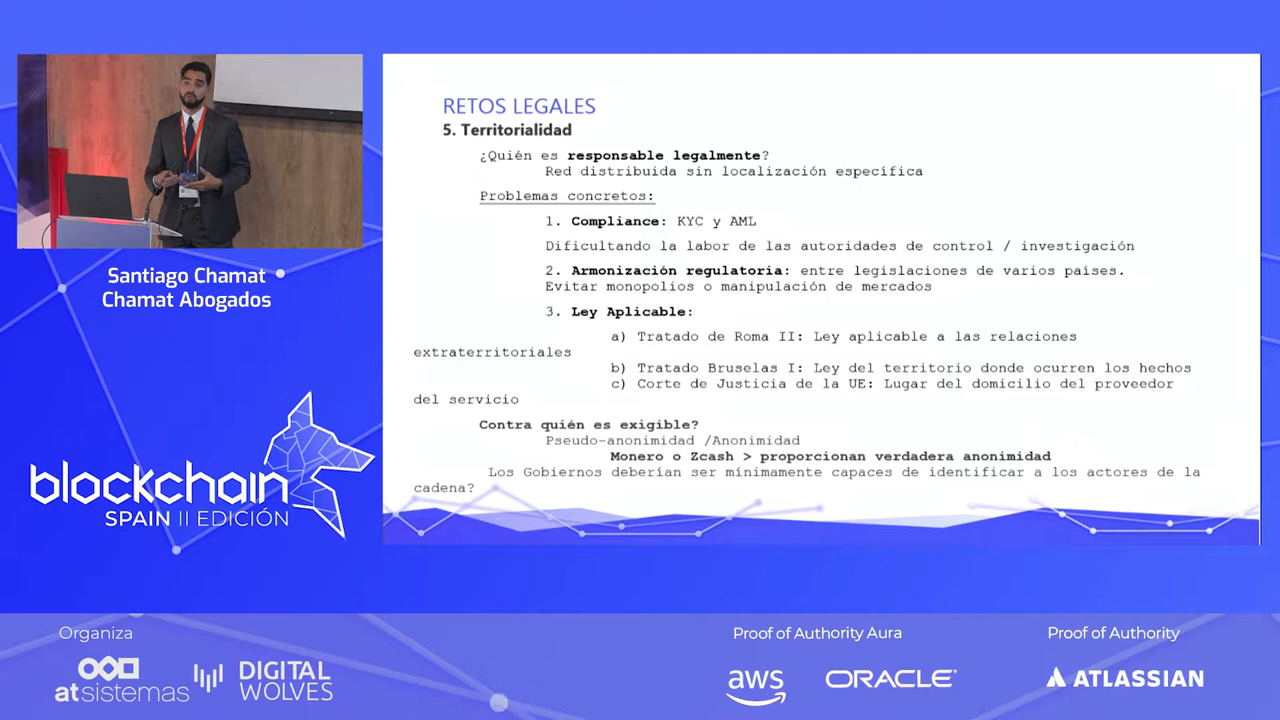 RETOS LEGALES
5. Territorialidad
¿Quién es responsable legalmente?
Red distribuida sin localización específica
Problemas concretos:
1. Compliance: KYC y AML
Dificultando la labor de las autoridades de control / investigación
2. Armonización regulatoria: entre legislaciones de varios países.
Evitar monopolios o manipulación de mercados
3. Ley Aplicable:
a) Tratado de Roma II: Ley aplicable a las relaciones
extraterritoriales
b) Tratado Bruselas I: Ley del territorio donde ocurren los hechos
c) Corte de Justicia de la UE: Lugar del domicilio del proveedor
del servicio
Contra quién es exigible?
Pseudo-anonimidad /Anonimidad
Monero o Zcash > proporcionan verdadera anonimidad
Los Gobiernos deberían ser mínimamente capaces de identificar a los actores de la
cadena?
Santiago Chamat
Chamat Abogados
blockchain
SPAIN II EDICIÓN
Organiza
atsistemas
DIGITAL
WOLVES
Proof of Authority Aura
aws
ORACLE
Proof of Authority
ATLASSIAN